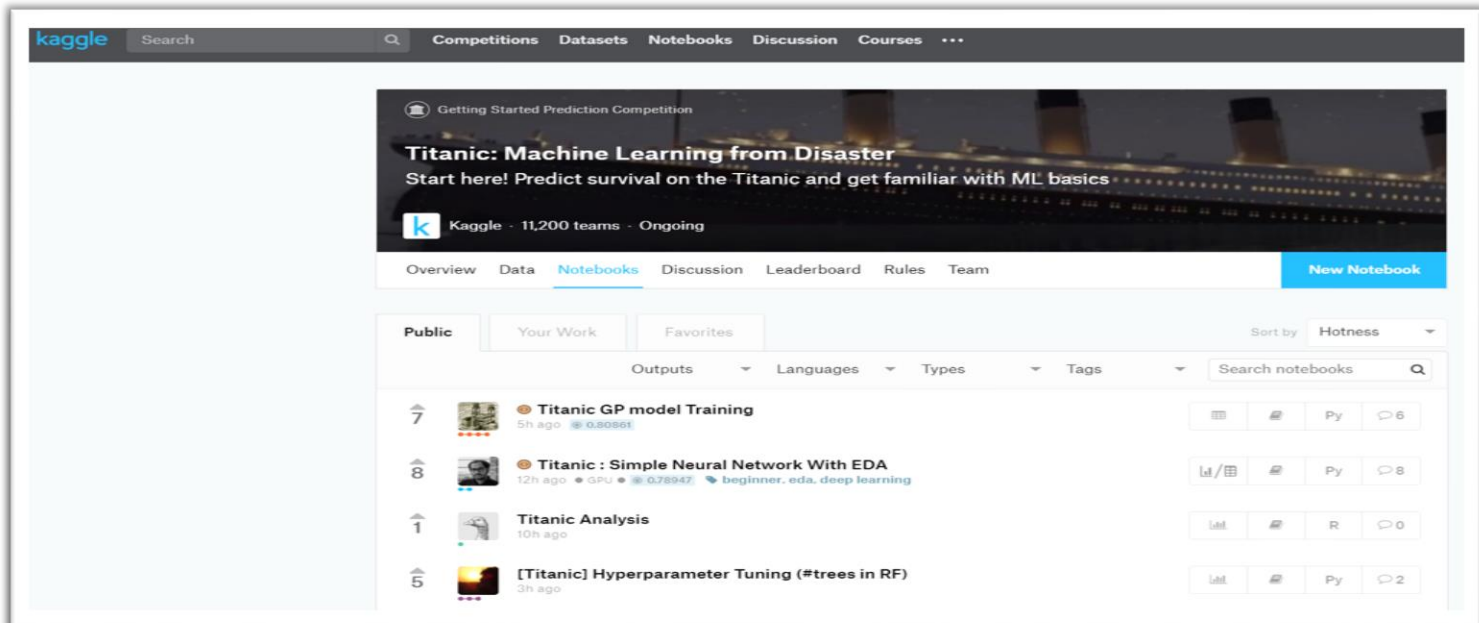 kaggle Search Competitions Datasets Notebooks Discussion Courses •••
Getting Started Prediction Competition
Titanic: Machine Learning from Disaster
Start here! Predict survival on the Titanic and get familiar with ML basics
k Kaggle · 11,200 teams · Ongoing
Overview Data Notebooks Discussion Leaderboard Rules Team New Notebook
Public Your Work Favorites Sort by Hotness
Outputs Languages Types Tags Search notebooks
7 Titanic GP model Training
5h ago 0.80861 Py 6
8 Titanic : Simple Neural Network With EDA
12h ago ● GPU ● 0.78947 beginner, eda, deep learning Py 8
1 Titanic Analysis
10h ago R 0
5 [Titanic] Hyperparameter Tuning (#trees in RF)
3h ago Py 2